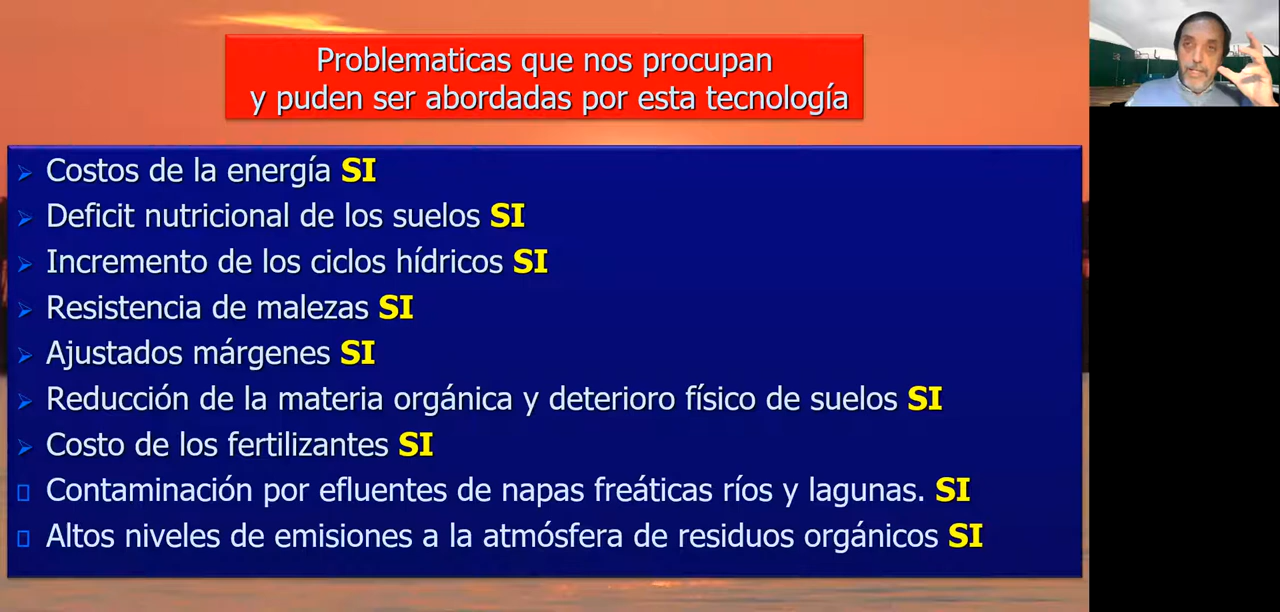 Problematicas que nos procupan
y puden ser abordadas por esta tecnología
Costos de la energía SI
Deficit nutricional de los suelos SI
Incremento de los ciclos hídricos SI
Resistencia de malezas SI
Ajustados márgenes SI
Reducción de la materia orgánica y deterioro físico de suelos SI
Costo de los fertilizantes SI
Contaminación por efluentes de napas freáticas ríos y lagunas. SI
Altos niveles de emisiones a la atmósfera de residuos orgánicos SI